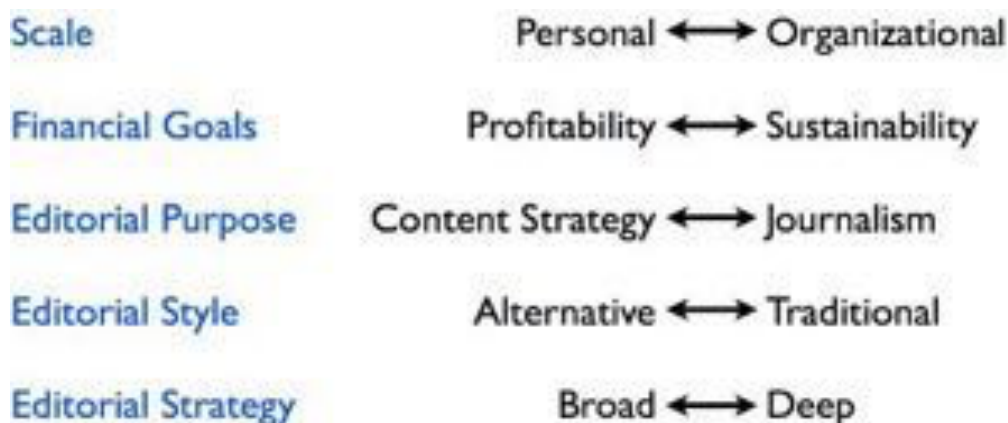 Scale Personal ⟷ Organizational
Financial Goals Profitability ⟷ Sustainability
Editorial Purpose Content Strategy ⟷ Journalism
Editorial Style Alternative ⟷ Traditional
Editorial Strategy Broad ⟷ Deep